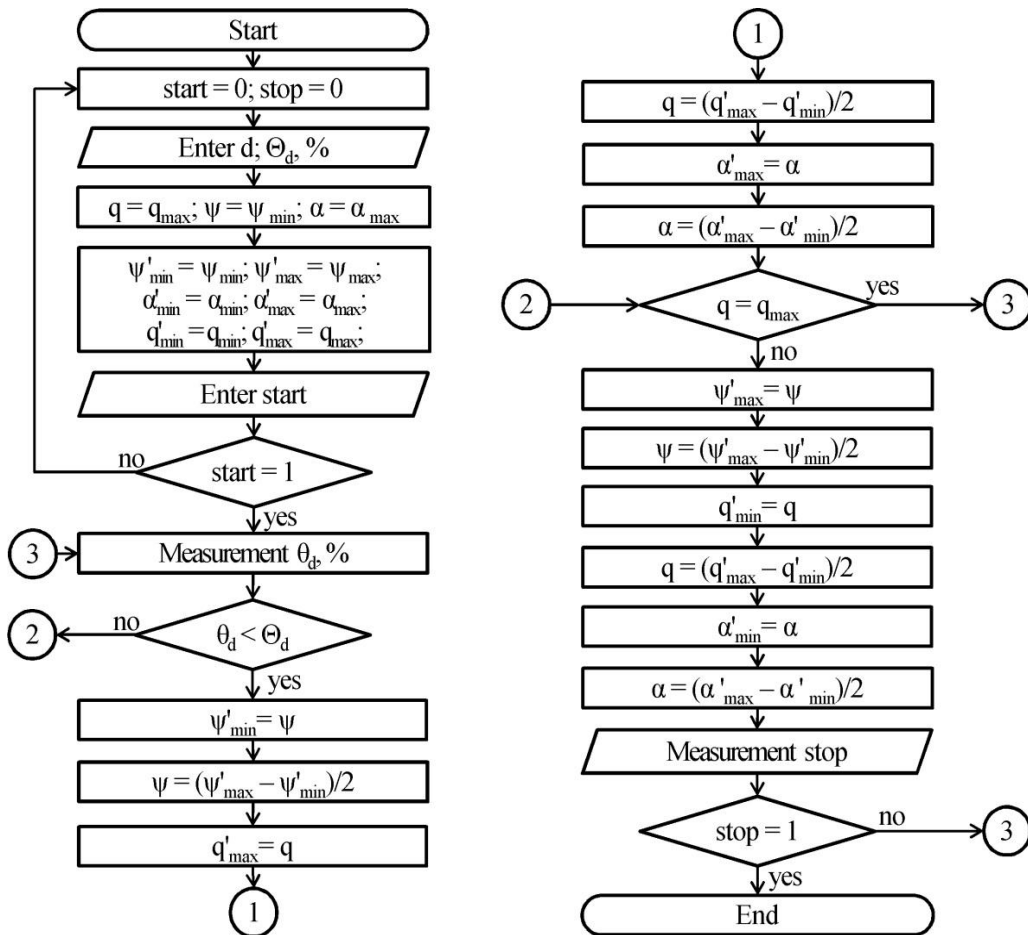 Start
start = 0; stop = 0
Enter d; Θd, %
q = qmax; ψ = ψmin; α = αmax
ψ'min = ψmin; ψ'max = ψmax;
α'min = αmin; α'max = αmax;
q'min = qmin; q'max = qmax;
Enter start
no
start = 1
yes
3
Measurement θd, %
2
no
θd < Θd
yes
ψ'min = ψ
ψ = (ψ'max – ψ'min)/2
q'max = q
1
1
q = (q'max – q'min)/2
α'max = α
α = (α'max – α'min)/2
2
q = qmax
yes
3
no
ψ'max = ψ
ψ = (ψ'max – ψ'min)/2
q'min = q
q = (q'max – q'min)/2
α'min = α
α = (α'max – α'min)/2
Measurement stop
stop = 1
no
3
yes
End